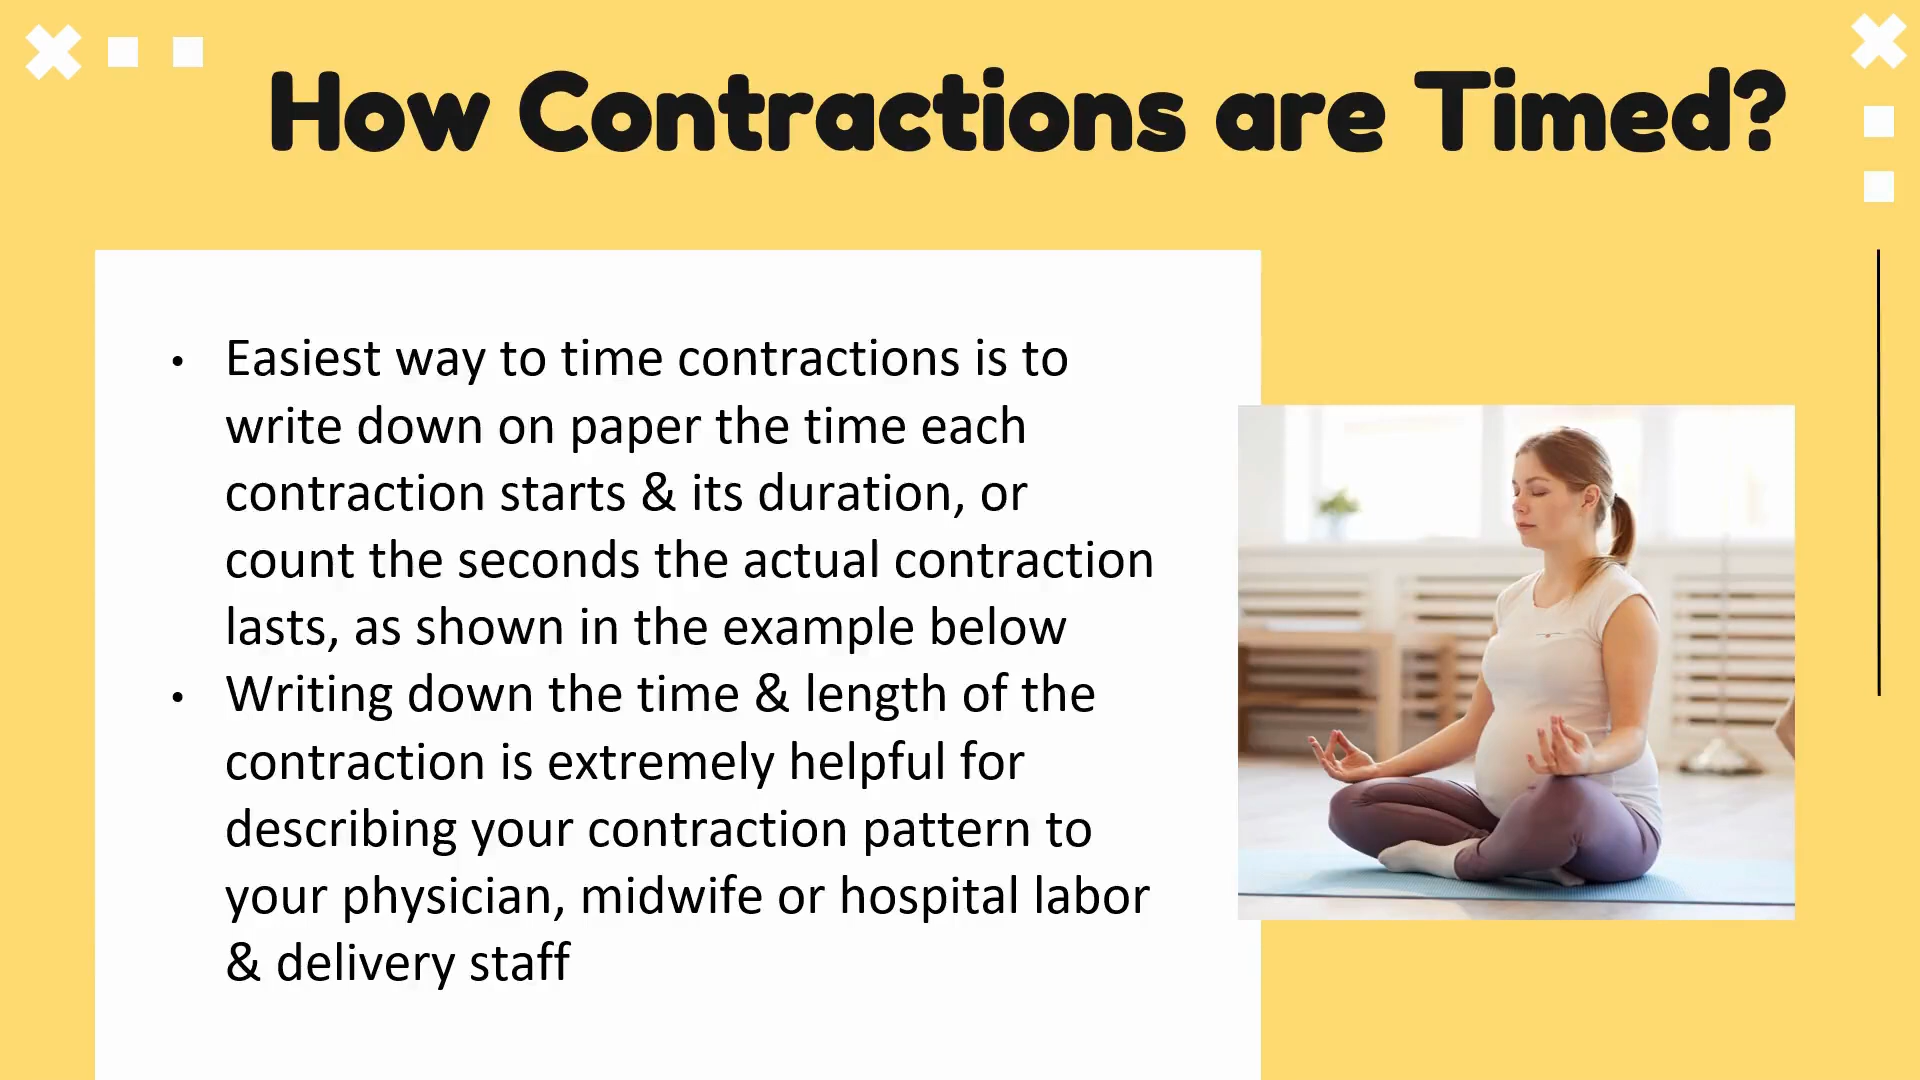 How Contractions are Timed?
• Easiest way to time contractions is to
write down on paper the time each
contraction starts & its duration, or
count the seconds the actual contraction
lasts, as shown in the example below
• Writing down the time & length of the
contraction is extremely helpful for
describing your contraction pattern to
your physician, midwife or hospital labor
& delivery staff